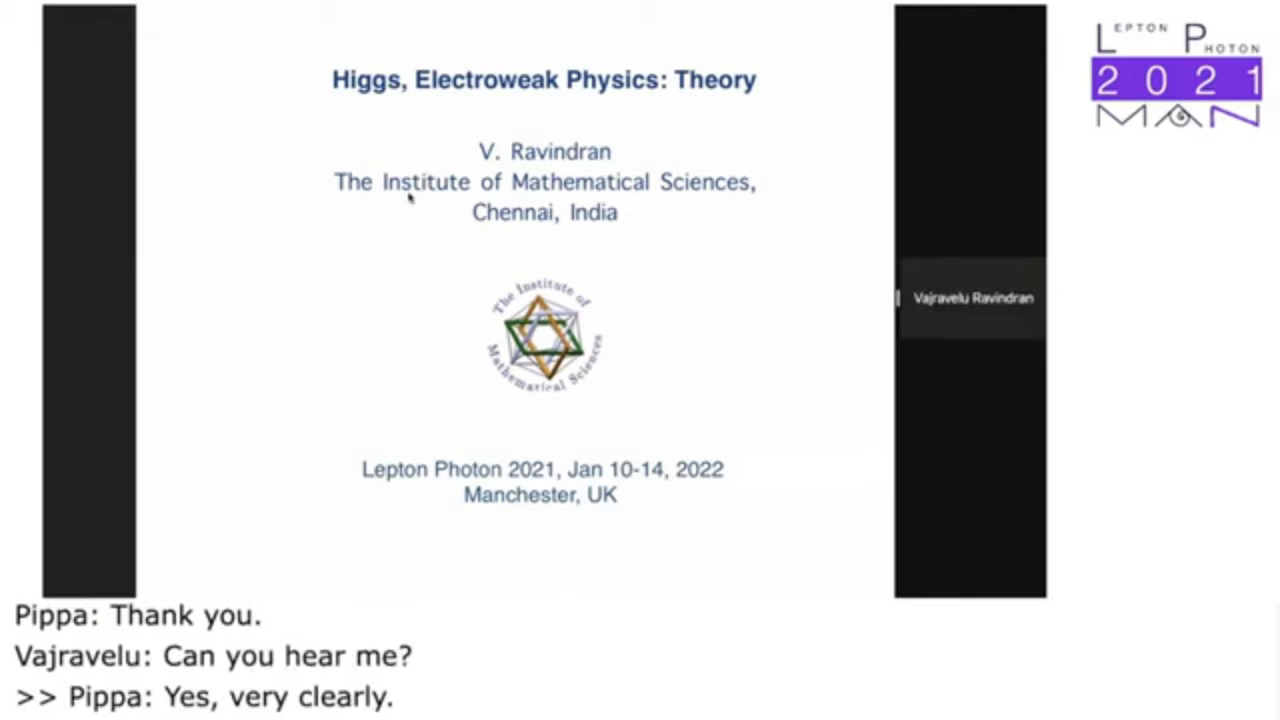 Higgs, Electroweak Physics: Theory
V. Ravindran
The Institute of Mathematical Sciences,
Chennai, India
The Institute of
Mathematical Sciences
Lepton Photon 2021, Jan 10-14, 2022
Manchester, UK
Vajravelu Ravindran
LEPTON PHOTON
2021
MAN
Pippa: Thank you.
Vajravelu: Can you hear me?
>> Pippa: Yes, very clearly.